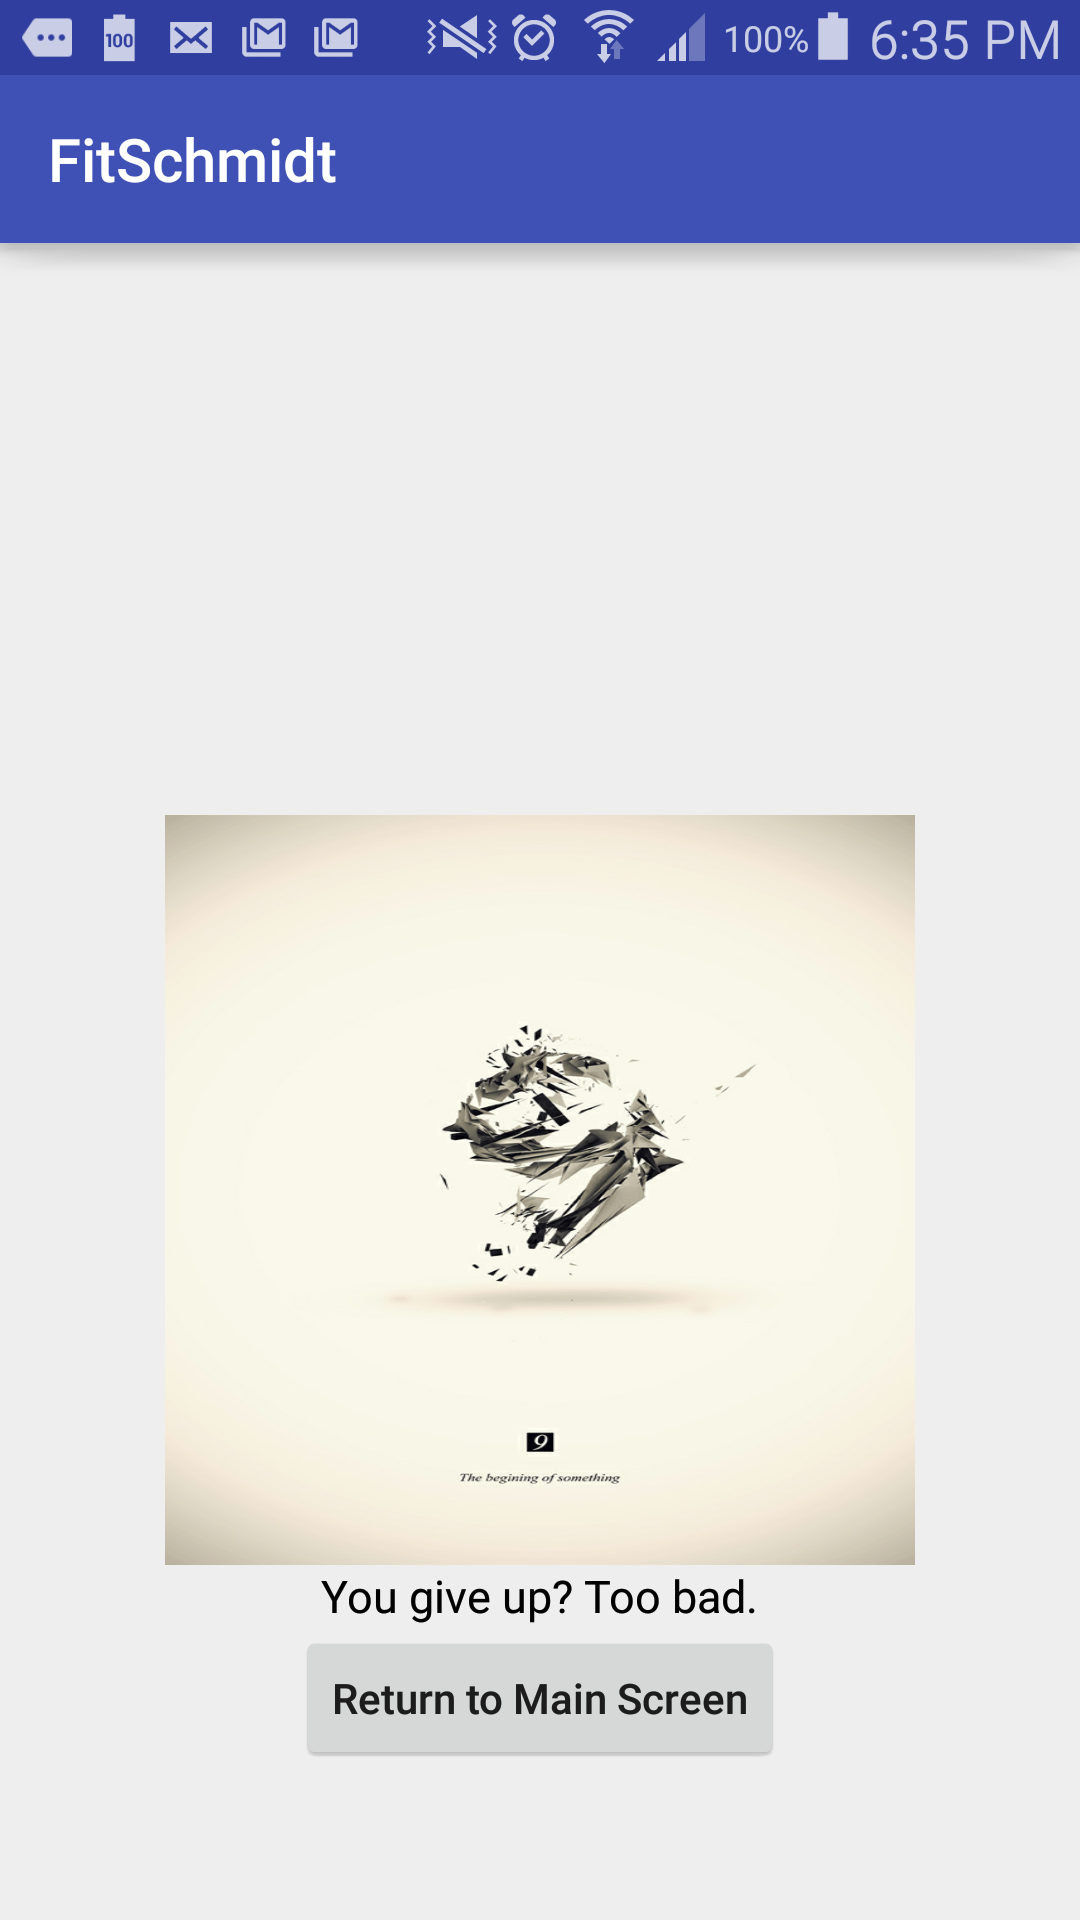 100 100% 6:35 PM
FitSchmidt
9
The begining of something
You give up? Too bad.
Return to Main Screen